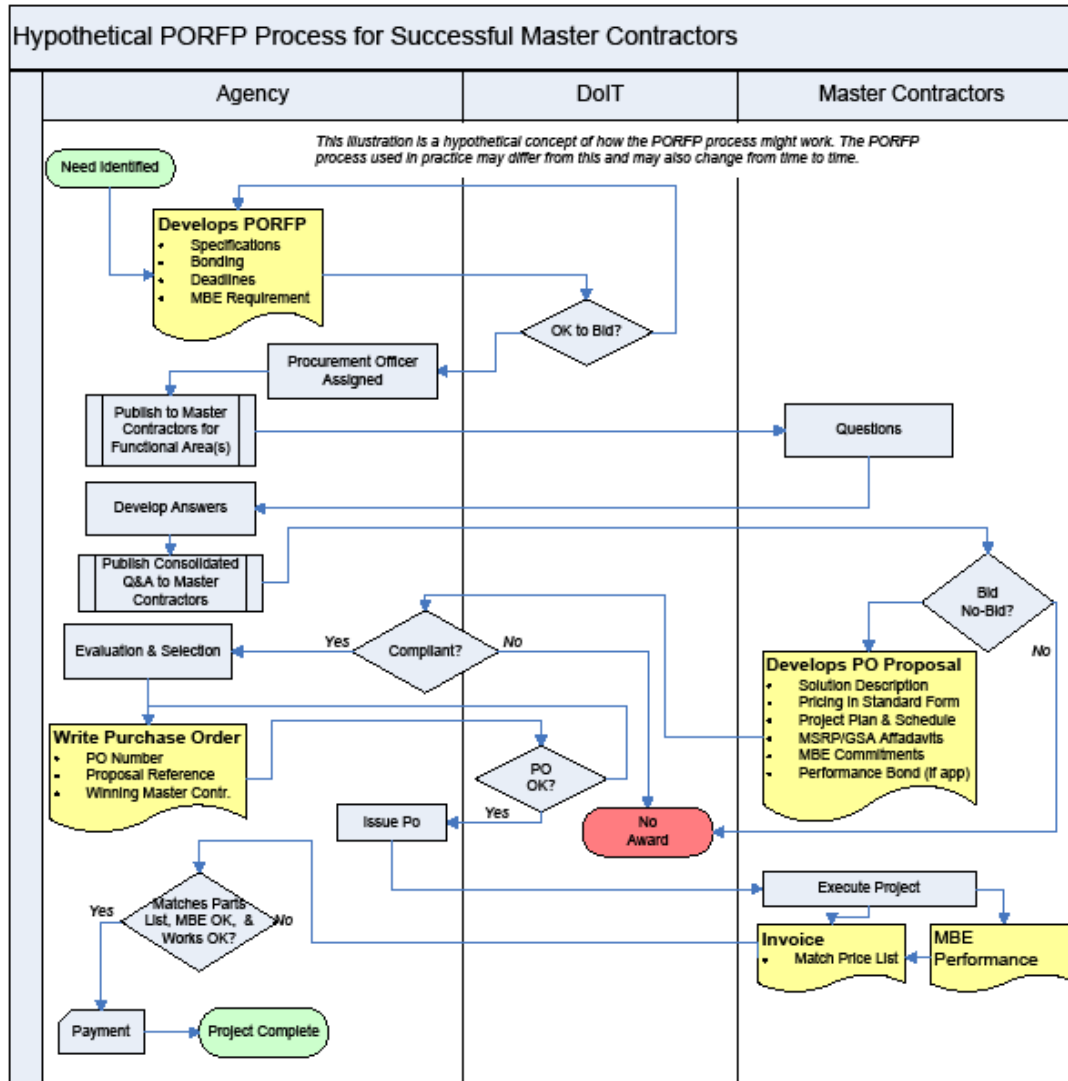 Hypothetical PORFP Process for Successful Master Contractors
Agency
DoIT
Master Contractors
This illustration is a hypothetical concept of how the PORFP process might work. The PORFP
process used in practice may differ from this and may also change from time to time.
Need Identified
Develops PORFP
• Specifications
• Bonding
• Deadlines
• MBE Requirement
OK to Bid?
Procurement Officer
Assigned
Publish to Master
Contractors for
Functional Area(s)
Questions
Develop Answers
Publish Consolidated
Q&A to Master
Contractors
Bid
No-Bid?
No
Evaluation & Selection
Yes
Compliant?
No
Develops PO Proposal
• Solution Description
• Pricing in Standard Form
• Project Plan & Schedule
• MSRP/GSA Affadavits
• MBE Commitments
• Performance Bond (if app)
Write Purchase Order
• PO Number
• Proposal Reference
• Winning Master Contr.
PO
OK?
Yes
Issue Po
No
Award
Execute Project
Matches Parts
List, MBE OK, &
Works OK?
Yes
No
Invoice
• Match Price List
MBE
Performance
Payment
Project Complete